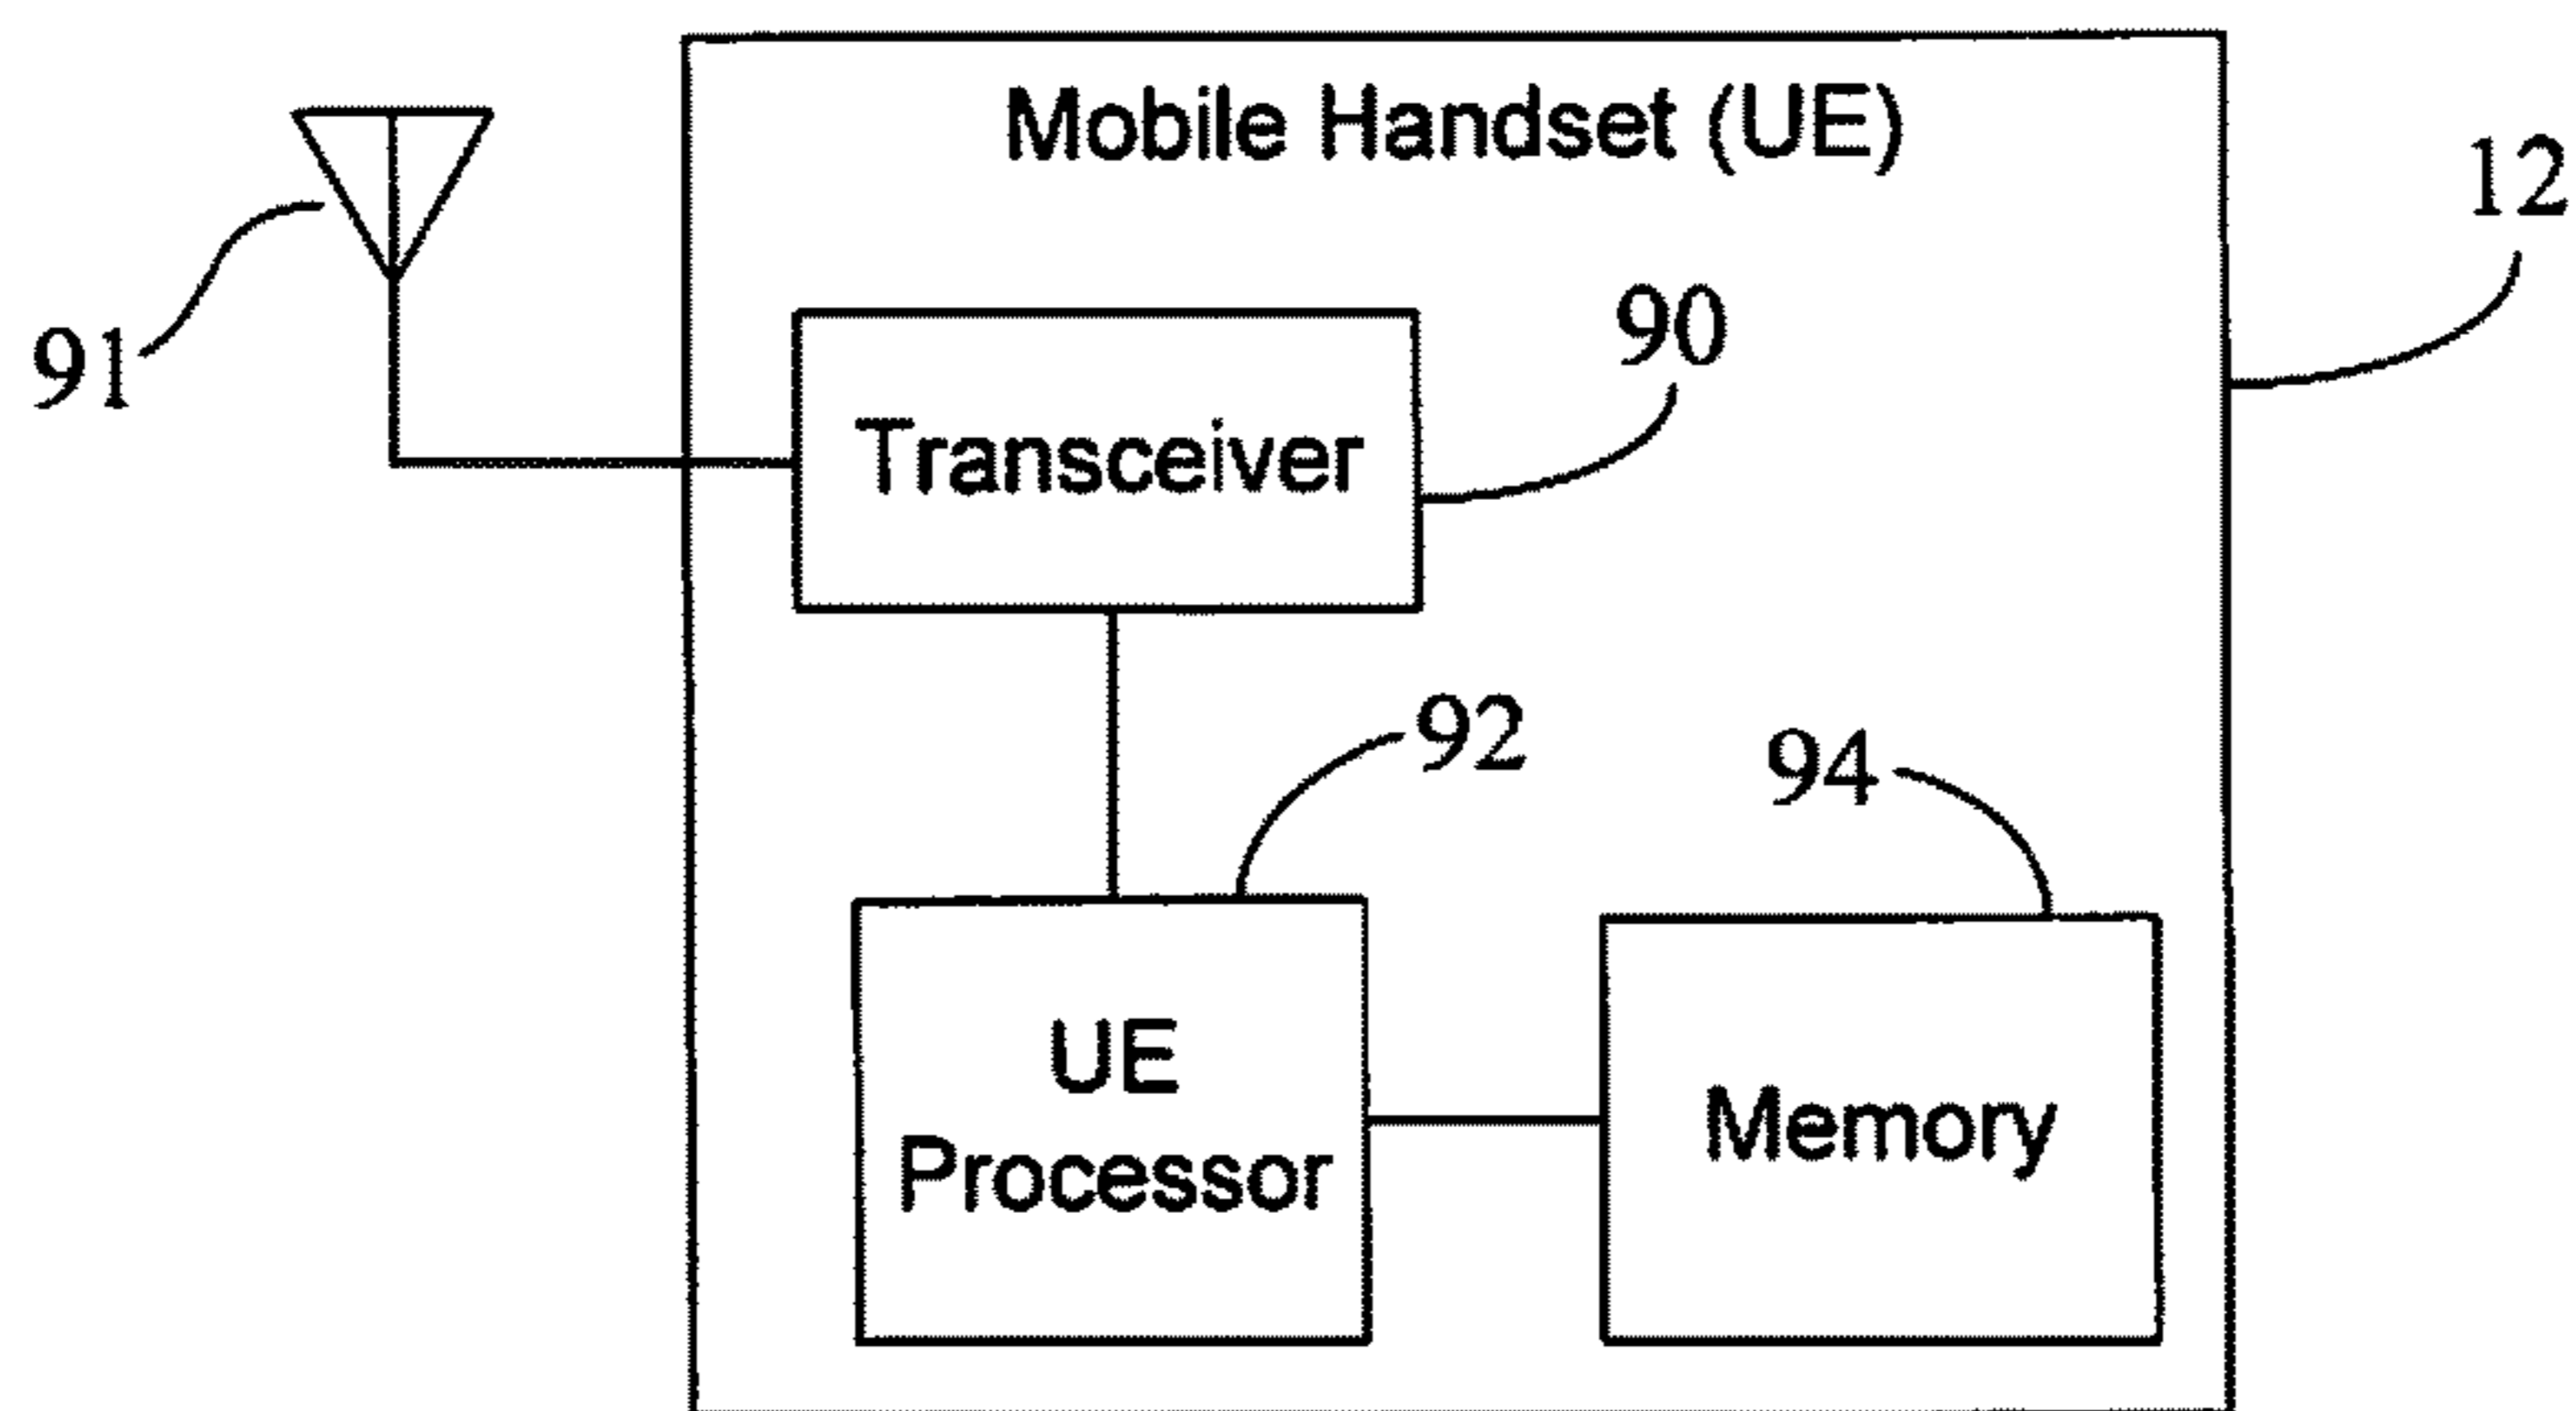 Mobile Handset (UE)
12
91
90
Transceiver
92
94
UE
Processor
Memory